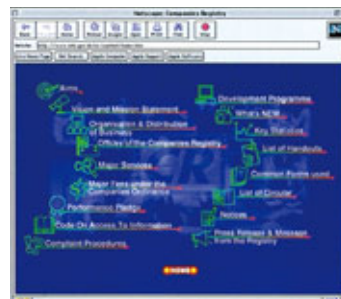 Netscape: Companies Registry
Aims
Vision and Mission Statement
Organisation & Distribution
of Business
Offices of the Companies Registry
Major Services
Major Fees under the
Companies Ordinance
Performance Pledge
Code On Access To Information
Complaint Procedures
Development Programme
What's NEW
Key Statistics
List of Handouts
Common Forms used
List of Circular
Notices
Press Release & Message
from the Registry
HOME